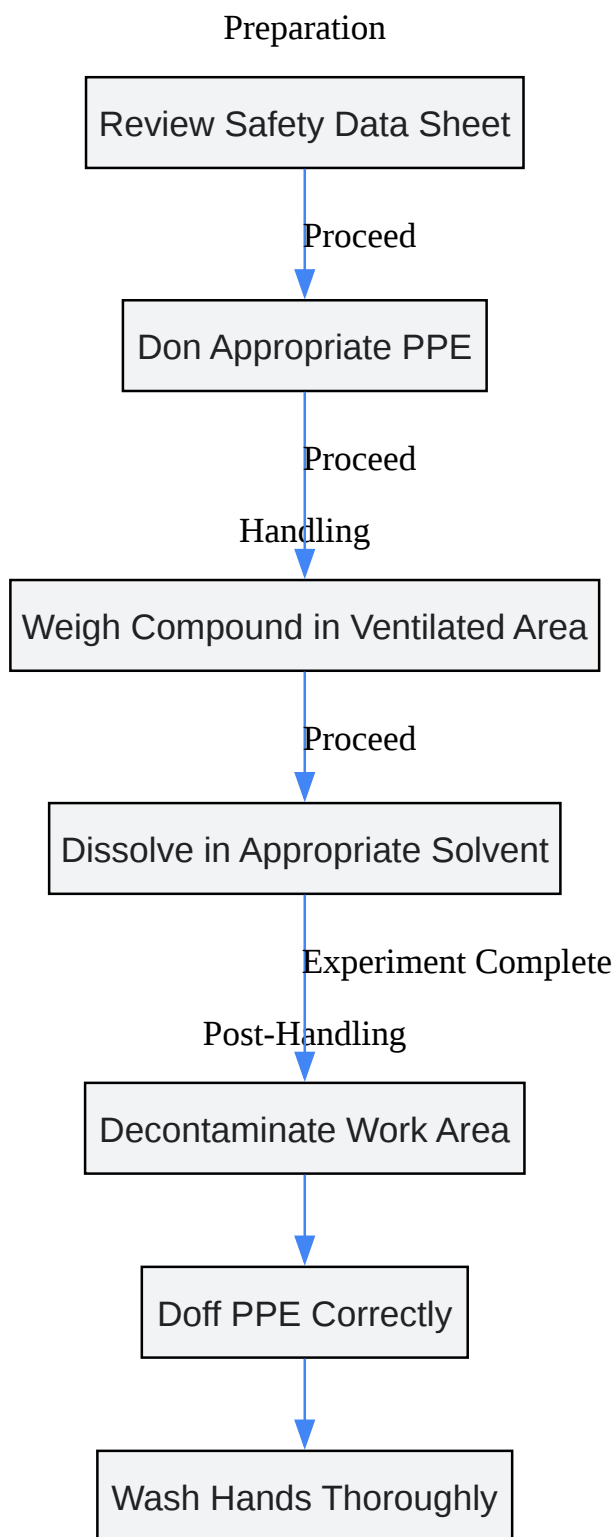 Preparation
Review Safety Data Sheet
Proceed
Don Appropriate PPE
Proceed
Handling
Weigh Compound in Ventilated Area
Proceed
Dissolve in Appropriate Solvent
Experiment Complete
Post-Handling
Decontaminate Work Area
Doff PPE Correctly
Wash Hands Thoroughly